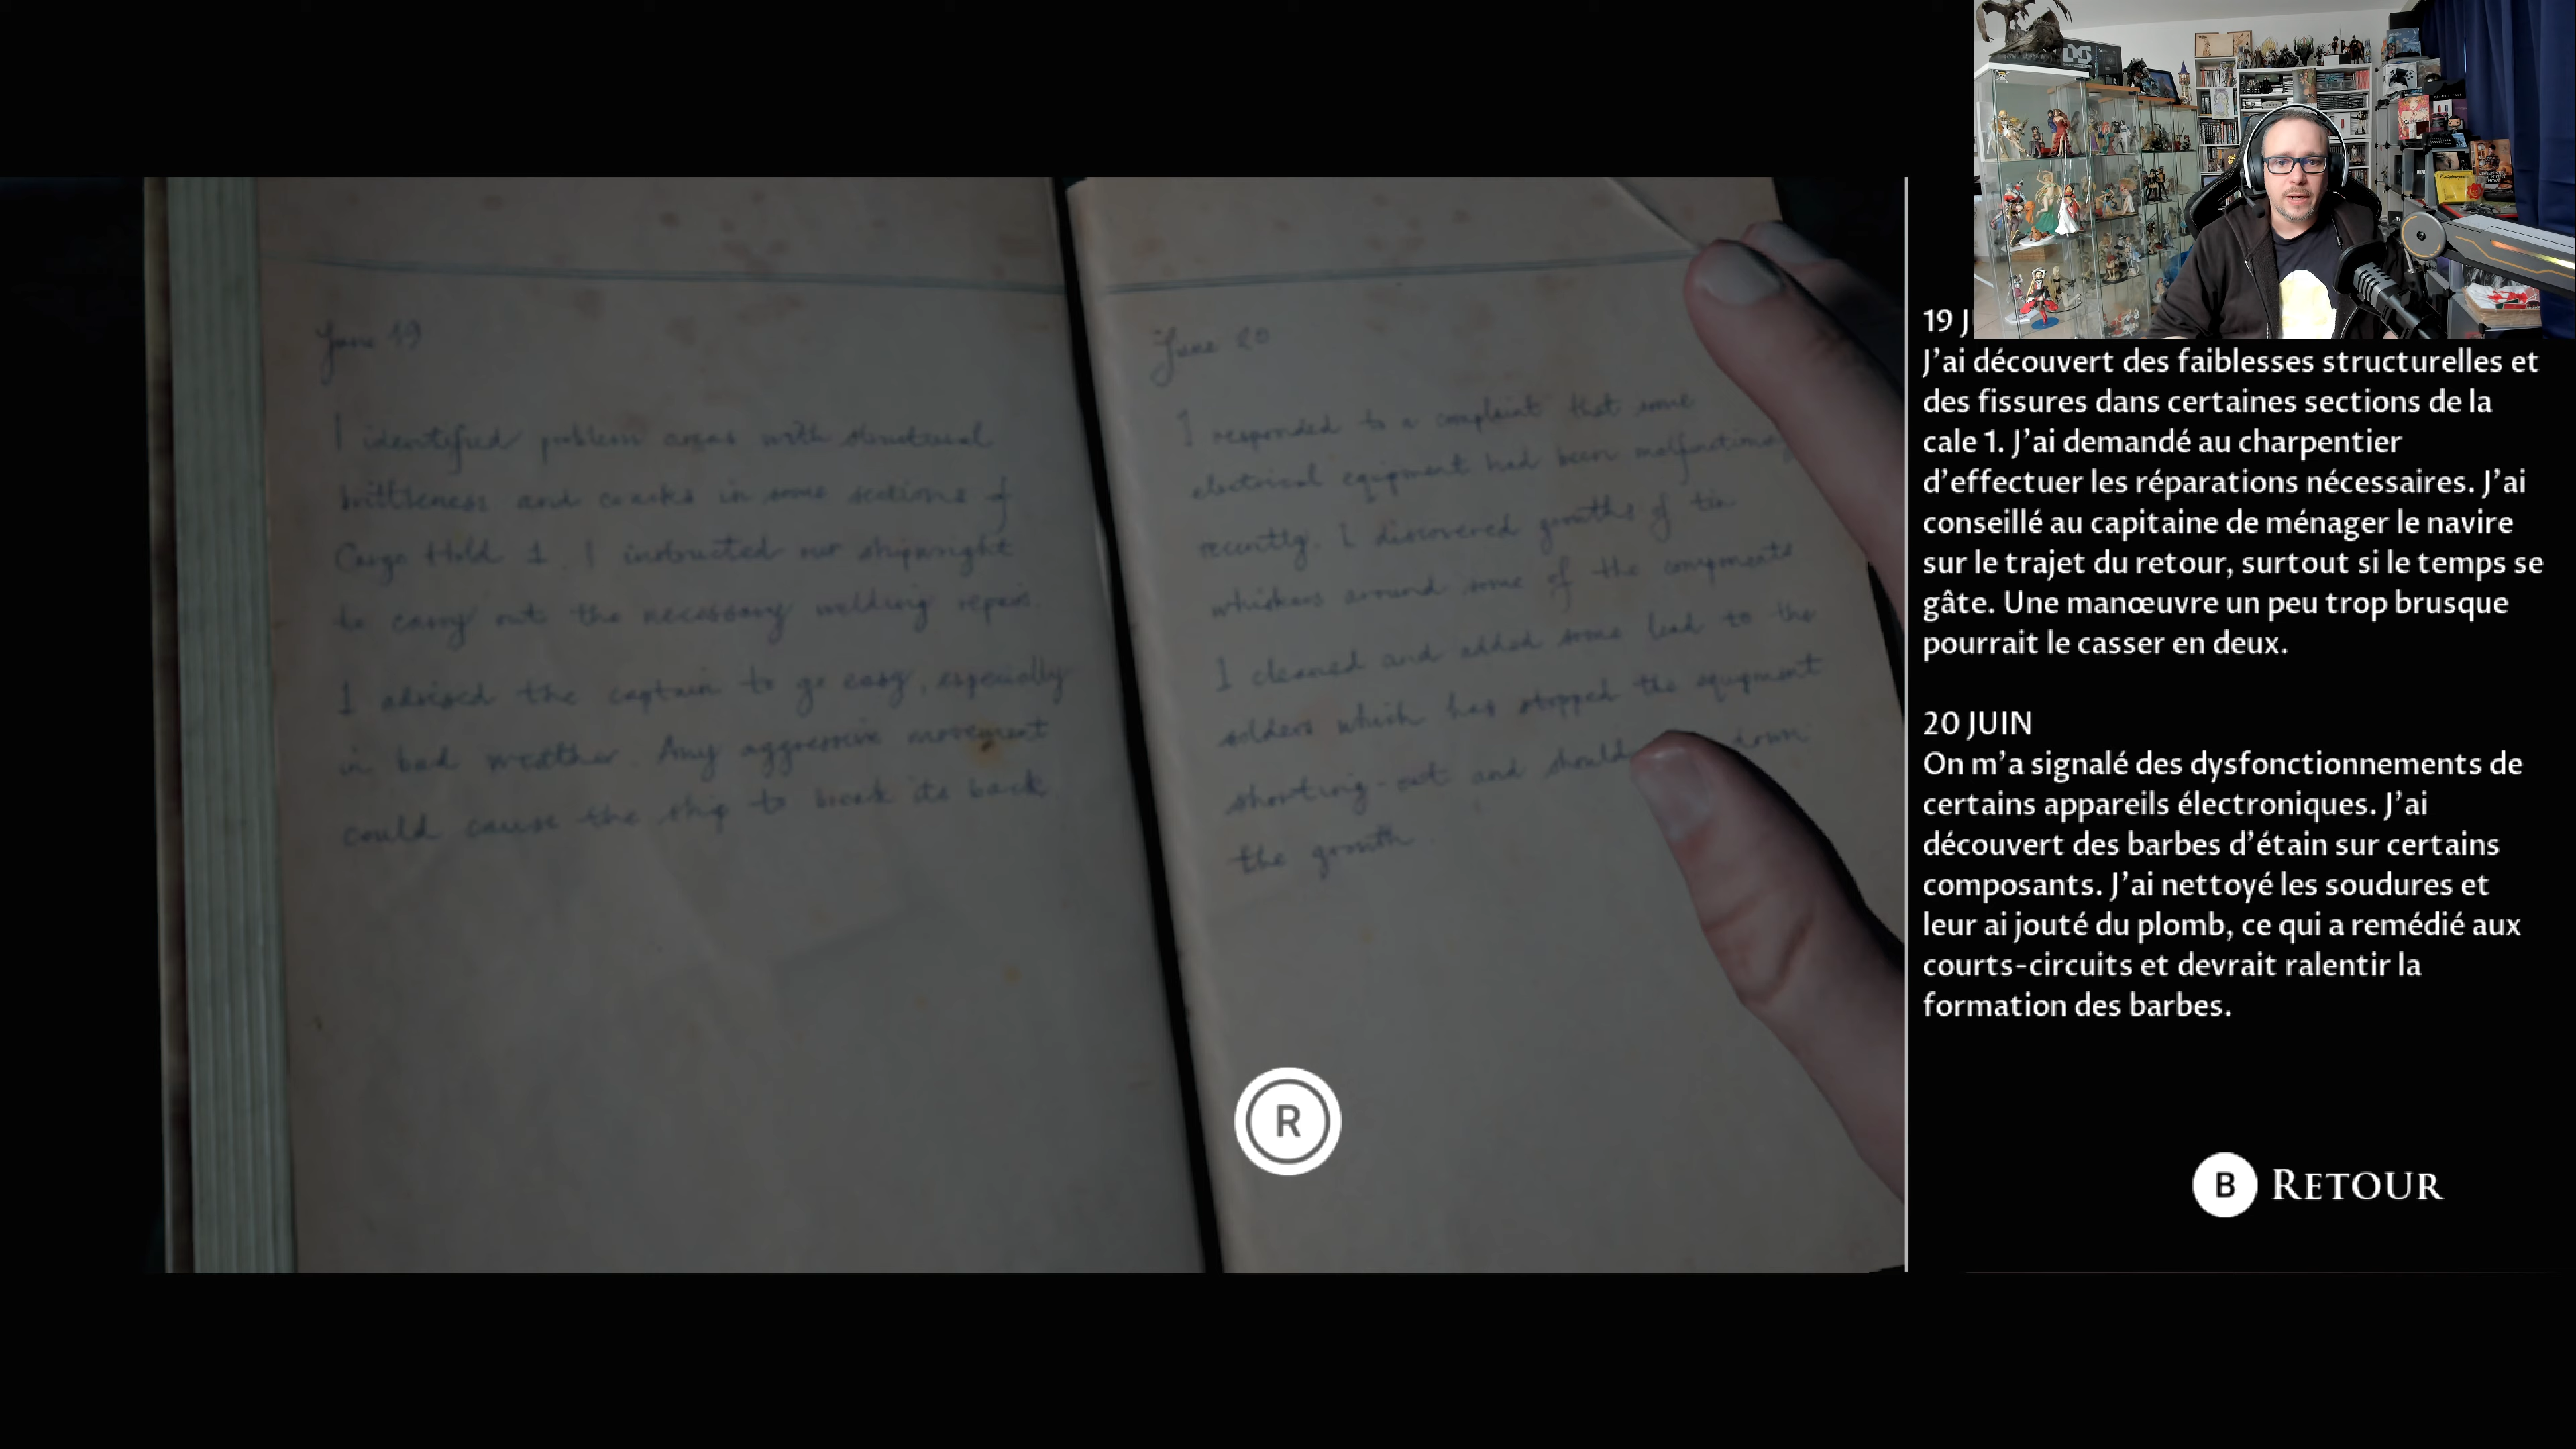 June 19
I identified problem areas with structural
brittleness and cracks in some sections of
Cargo Hold 1. I instructed our shipwright
to carry out the necessary welding repairs.
I advised the captain to go easy, especially
in bad weather. Any aggressive movement
could cause the ship to break its back.
June 20
I responded to a complaint that some
electrical equipment had been malfunctioning
recently. I discovered growths of tin
whiskers around some of the components
I cleaned and added some lead to the
solders which has stopped the equipment
shorting-out and should down
the growth.
R
19 J
J'ai découvert des faiblesses structurelles et
des fissures dans certaines sections de la
cale 1. J'ai demandé au charpentier
d'effectuer les réparations nécessaires. J'ai
conseillé au capitaine de ménager le navire
sur le trajet du retour, surtout si le temps se
gâte. Une manœuvre un peu trop brusque
pourrait le casser en deux.
20 JUIN
On m'a signalé des dysfonctionnements de
certains appareils électroniques. J'ai
découvert des barbes d'étain sur certains
composants. J'ai nettoyé les soudures et
leur ai jouté du plomb, ce qui a remédié aux
courts-circuits et devrait ralentir la
formation des barbes.
B RETOUR